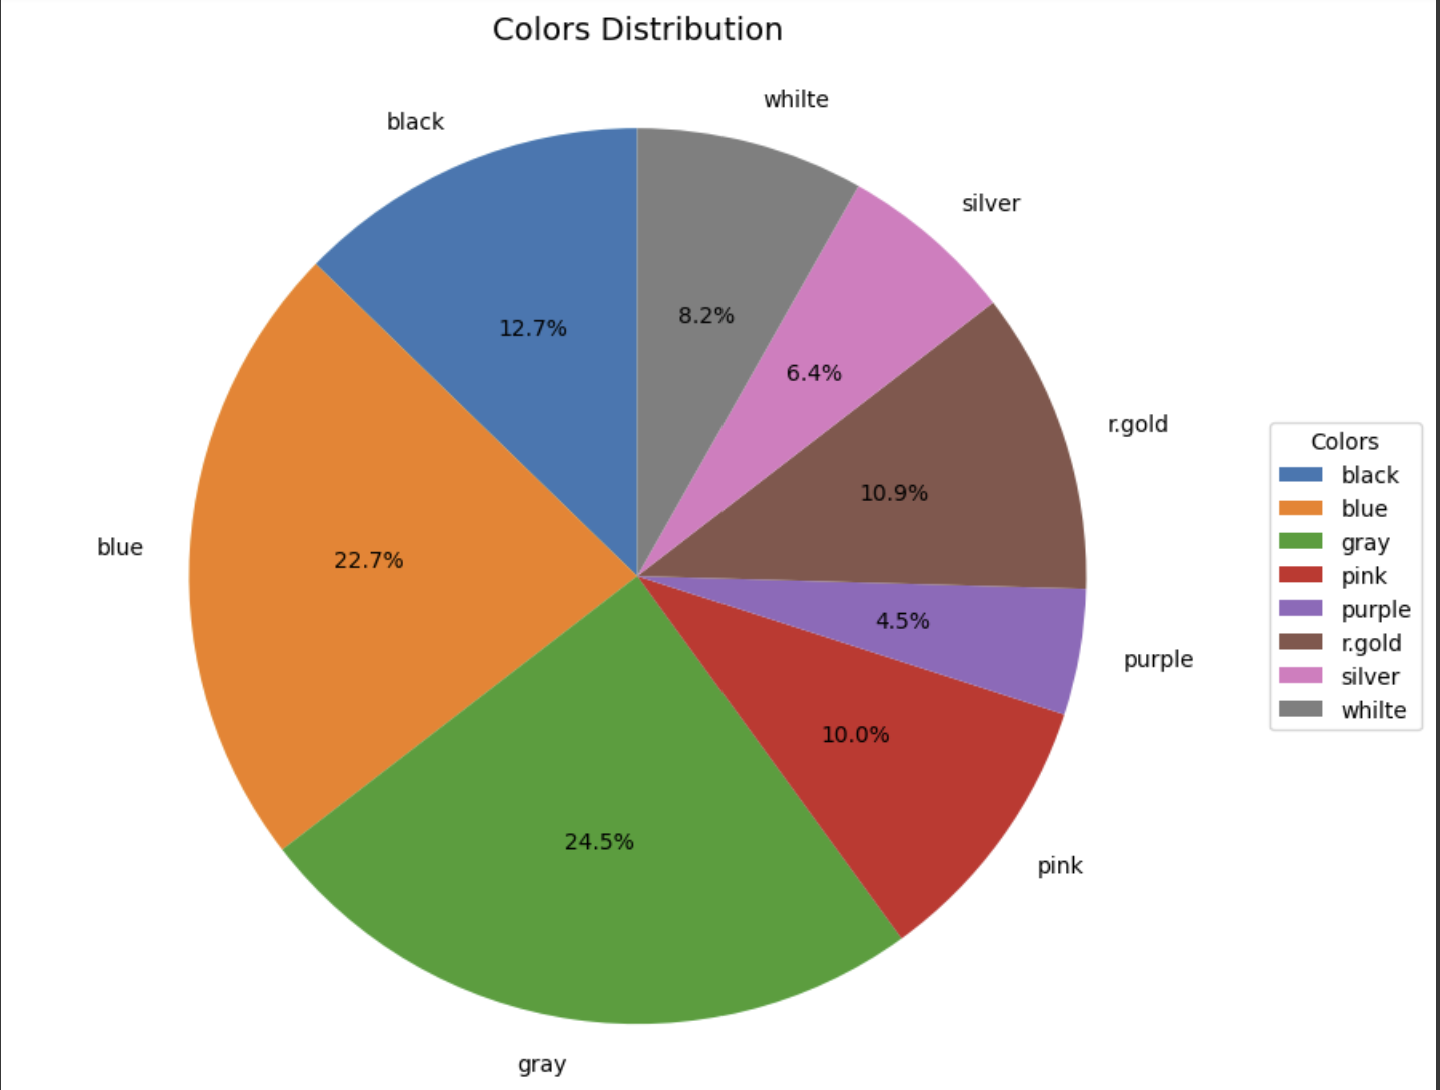 Colors Distribution
whilte
black
silver
8.2%
12.7%
6.4%
r.gold
10.9%
blue
22.7%
4.5%
purple
10.0%
24.5%
pink
gray
Colors
black
blue
gray
pink
purple
r.gold
silver
whilte